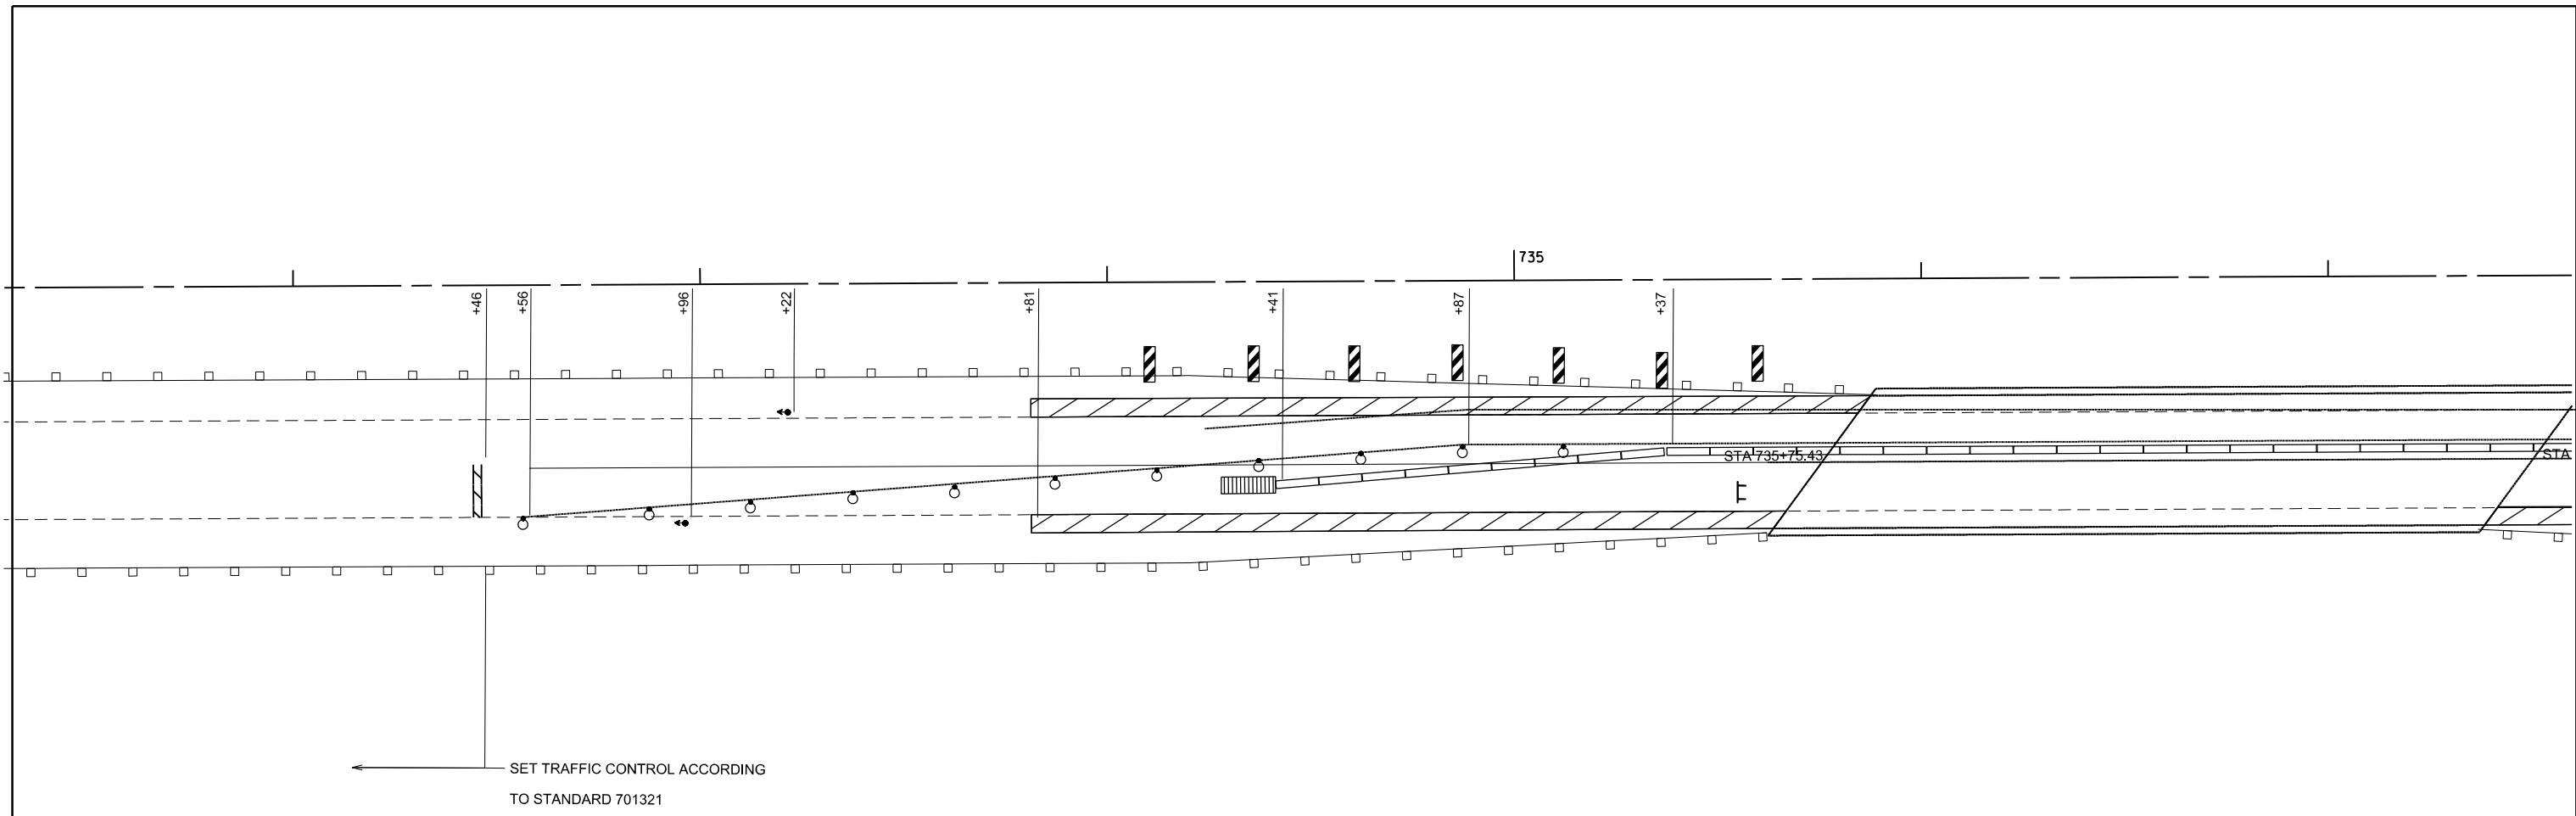 735
+46
+56
+96
+22
+81
+41
+87
+37
STA 735+75.43
STA
SET TRAFFIC CONTROL ACCORDING
TO STANDARD 701321